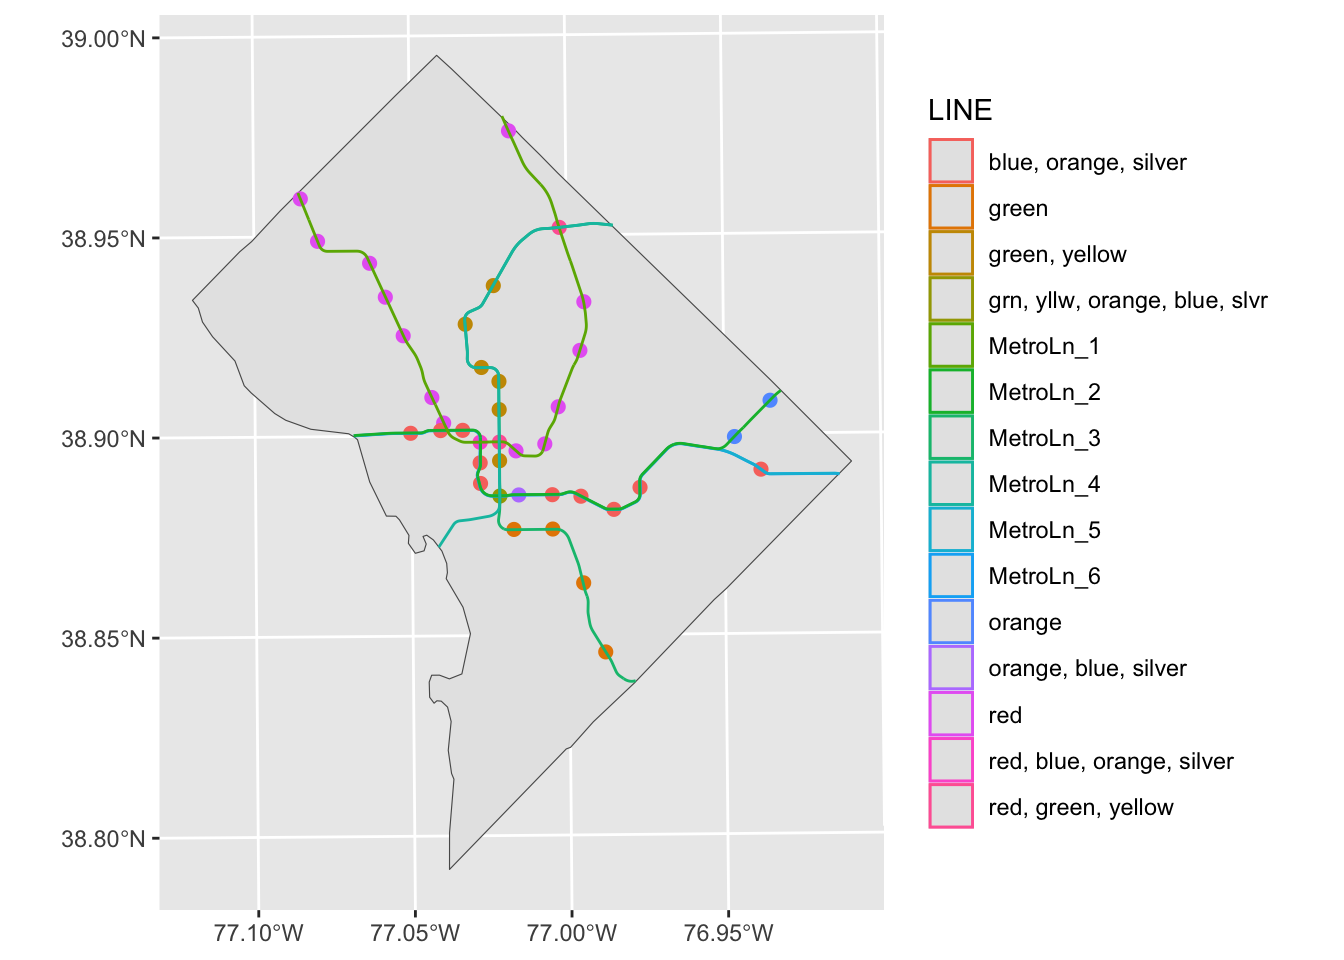 39.00°N
38.95°N
38.90°N
38.85°N
38.80°N
77.10°W
77.05°W
77.00°W
76.95°W
LINE
blue, orange, silver
green
green, yellow
grn, yllw, orange, blue, slvr
MetroLn_1
MetroLn_2
MetroLn_3
MetroLn_4
MetroLn_5
MetroLn_6
orange
orange, blue, silver
red
red, blue, orange, silver
red, green, yellow